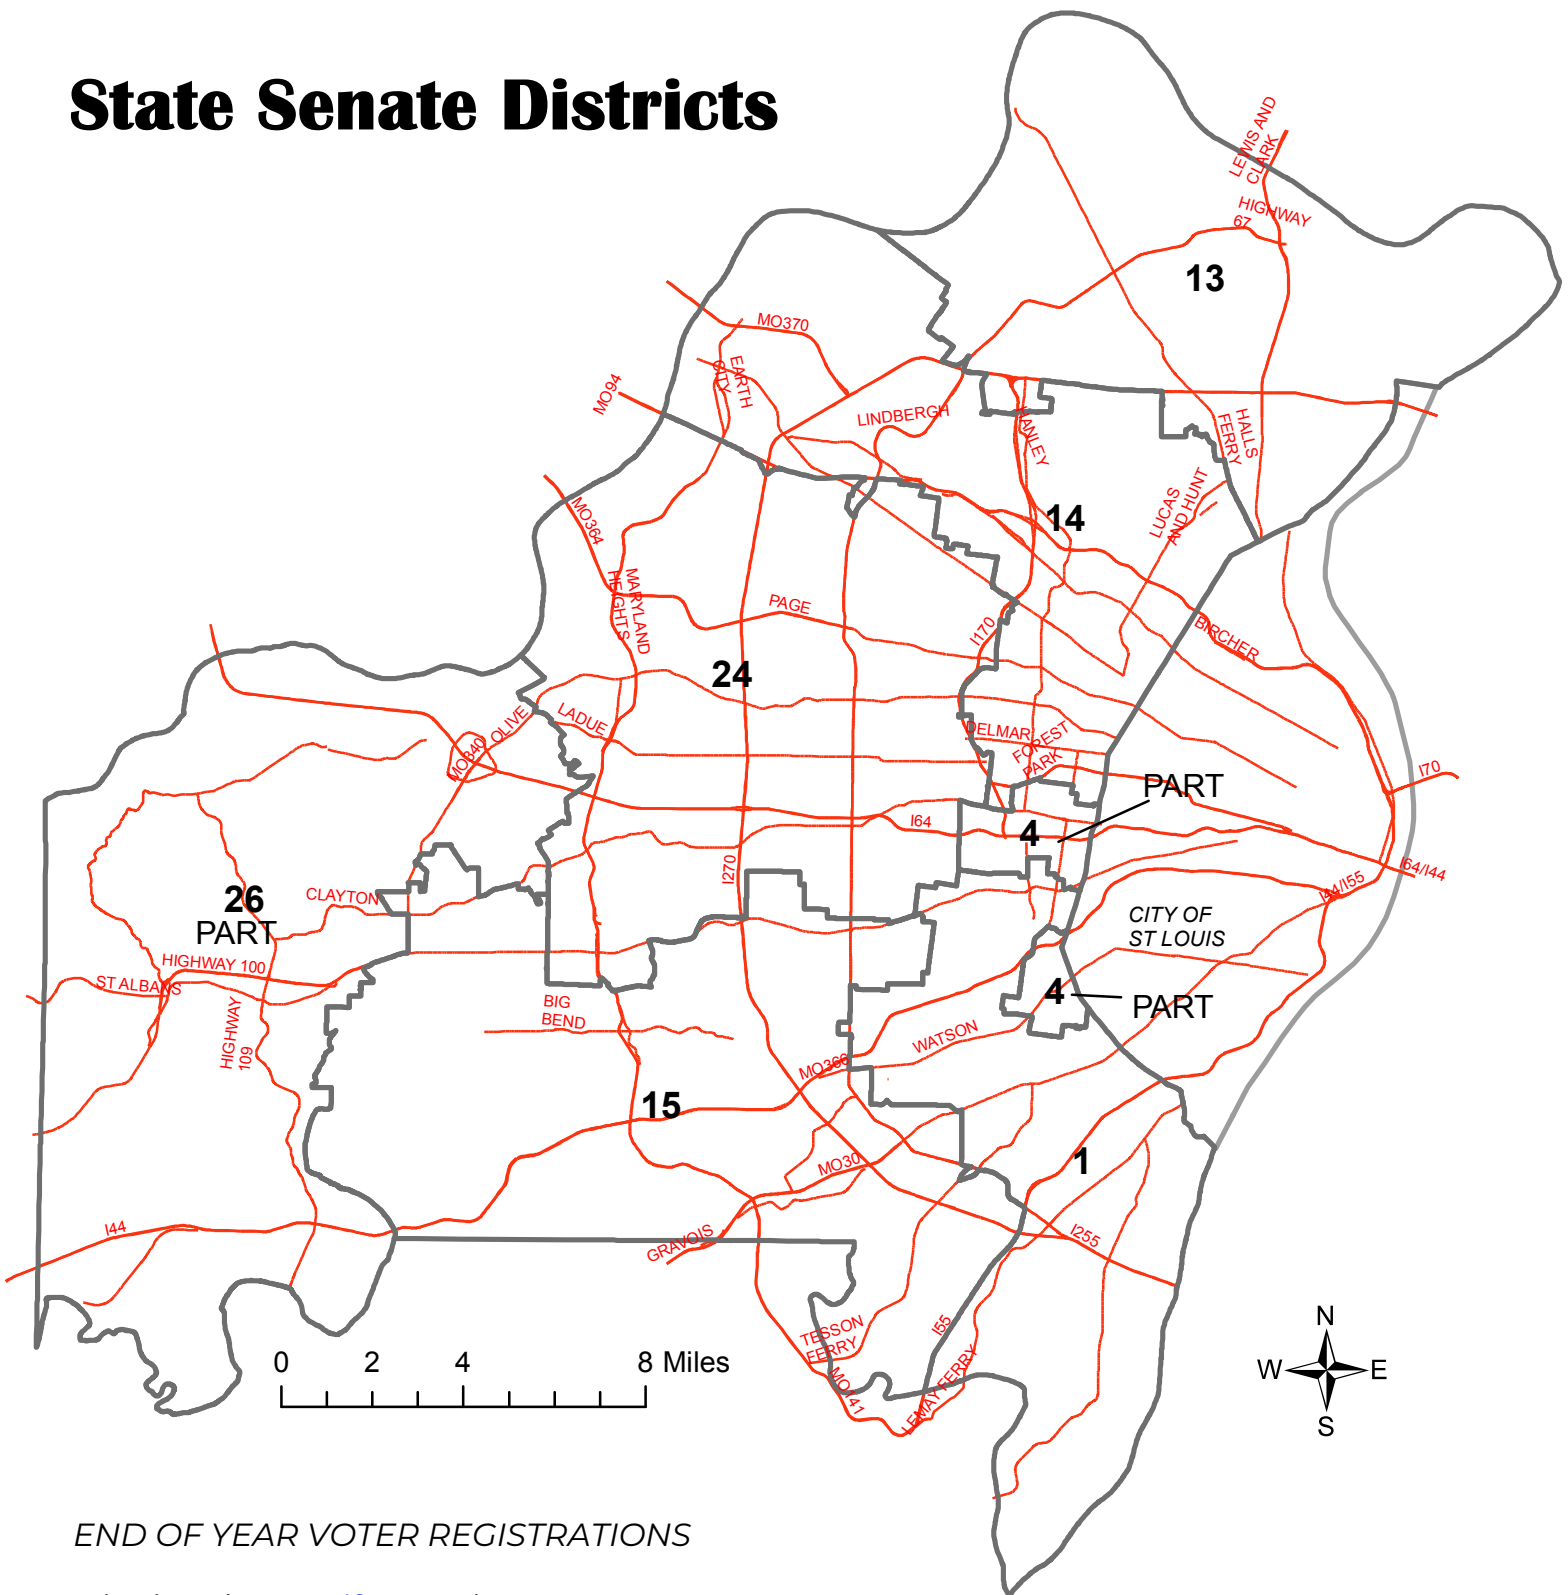 State Senate Districts
LEWIS AND
CLARK
HIGHWAY
67
13
MO370
EARTH
CITY
MO94
LINDBERGH
HANLEY
HALLS
FERRY
LUCAS
AND HUNT
14
MO364
MARYLAND
HEIGHTS
PAGE
I170
BIRCHER
24
OLIVE
MO340
LADUE
DELMAR
FOREST
PARK
PART
I70
4
I64
I64/I44
I44/I55
I270
26
PART
CLAYTON
CITY OF
ST LOUIS
HIGHWAY 100
ST ALBANS
4
PART
BIG
BEND
HIGHWAY
109
WATSON
MO366
15
MO30
1
I44
GRAVOIS
I255
TESSON
FERRY
I55
MO141
LEMAY FERRY
0 2 4 8 Miles
N
W E
S
END OF YEAR VOTER REGISTRATIONS